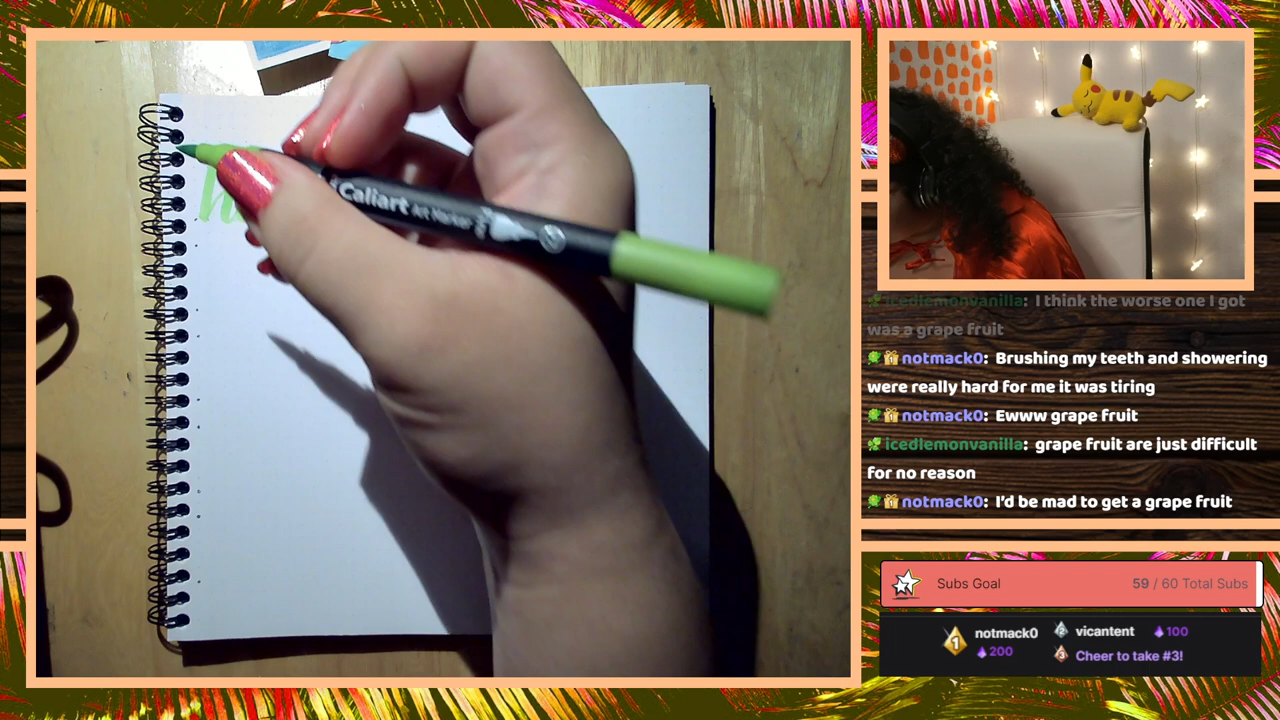 h
Caliart Art Marker
icedlemonvanilla: I think the worse one I got
was a grape fruit
notmack0: Brushing my teeth and showering
were really hard for me it was tiring
notmack0: Ewww grape fruit
icedlemonvanilla: grape fruit are just difficult
for no reason
notmack0: I'd be mad to get a grape fruit
Subs Goal 59 / 60 Total Subs
1 notmack0 200
2 vicantent 100
3 Cheer to take #3!